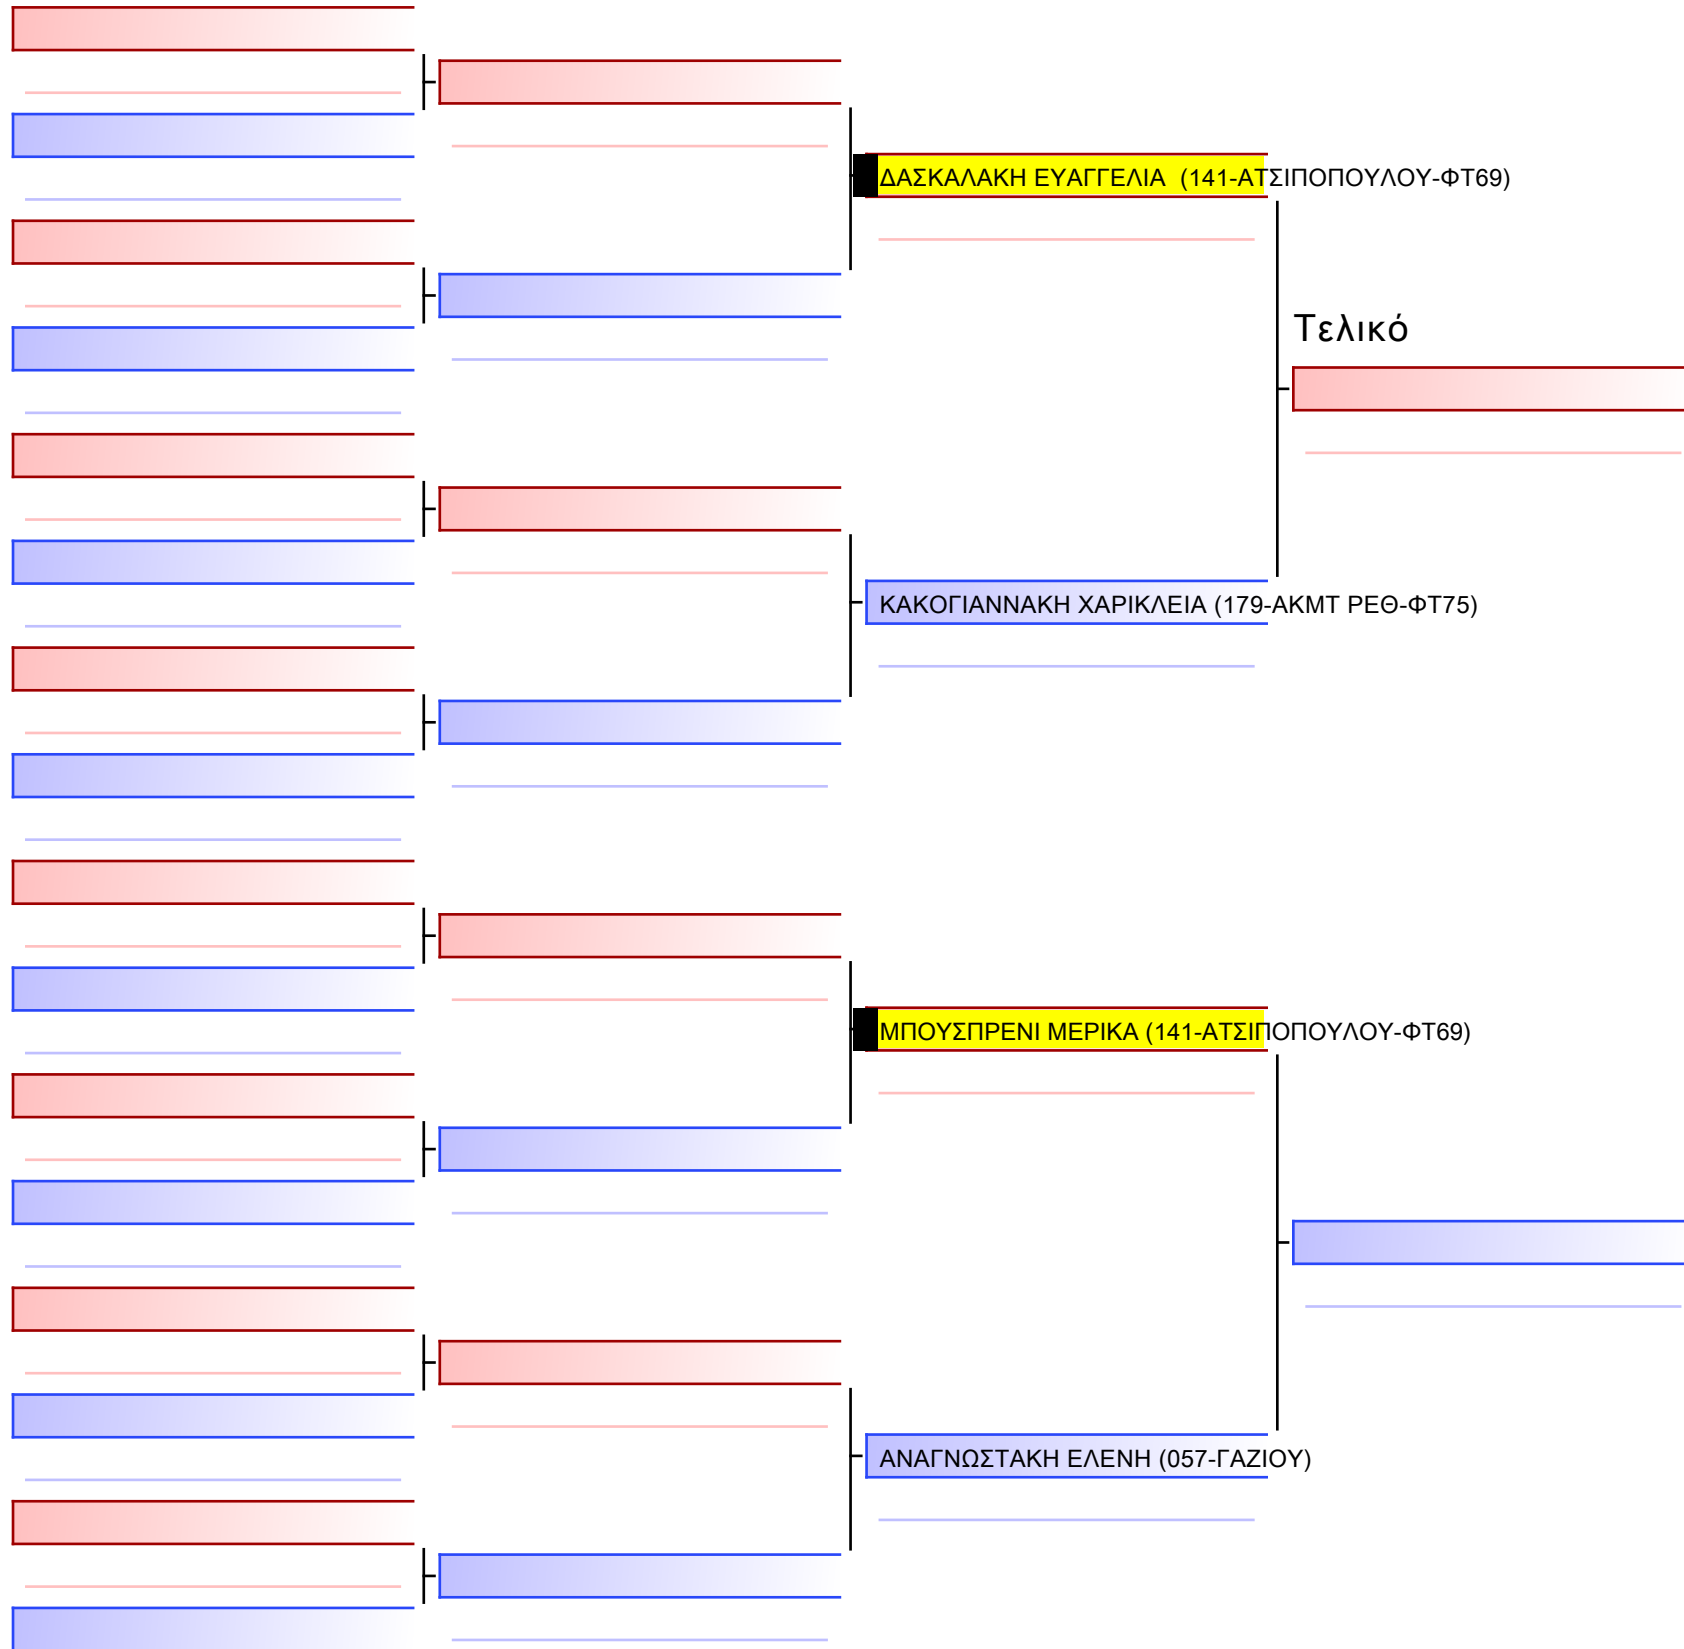 ΔΑΣΚΑΛΑΚΗ ΕΥΑΓΓΕΛΙΑ (141-ΑΤΣΙΠΟΠΟΥΛΟΥ-ΦΤ69)
Τελικό
ΚΑΚΟΓΙΑΝΝΑΚΗ ΧΑΡΙΚΛΕΙΑ (179-ΑΚΜΤ ΡΕΘ-ΦΤ75)
ΜΠΟΥΣΠΡΕΝΙ ΜΕΡΙΚΑ (141-ΑΤΣΙΠΟΠΟΥΛΟΥ-ΦΤ69)
ΑΝΑΓΝΩΣΤΑΚΗ ΕΛΕΝΗ (057-ΓΑΖΙΟΥ)